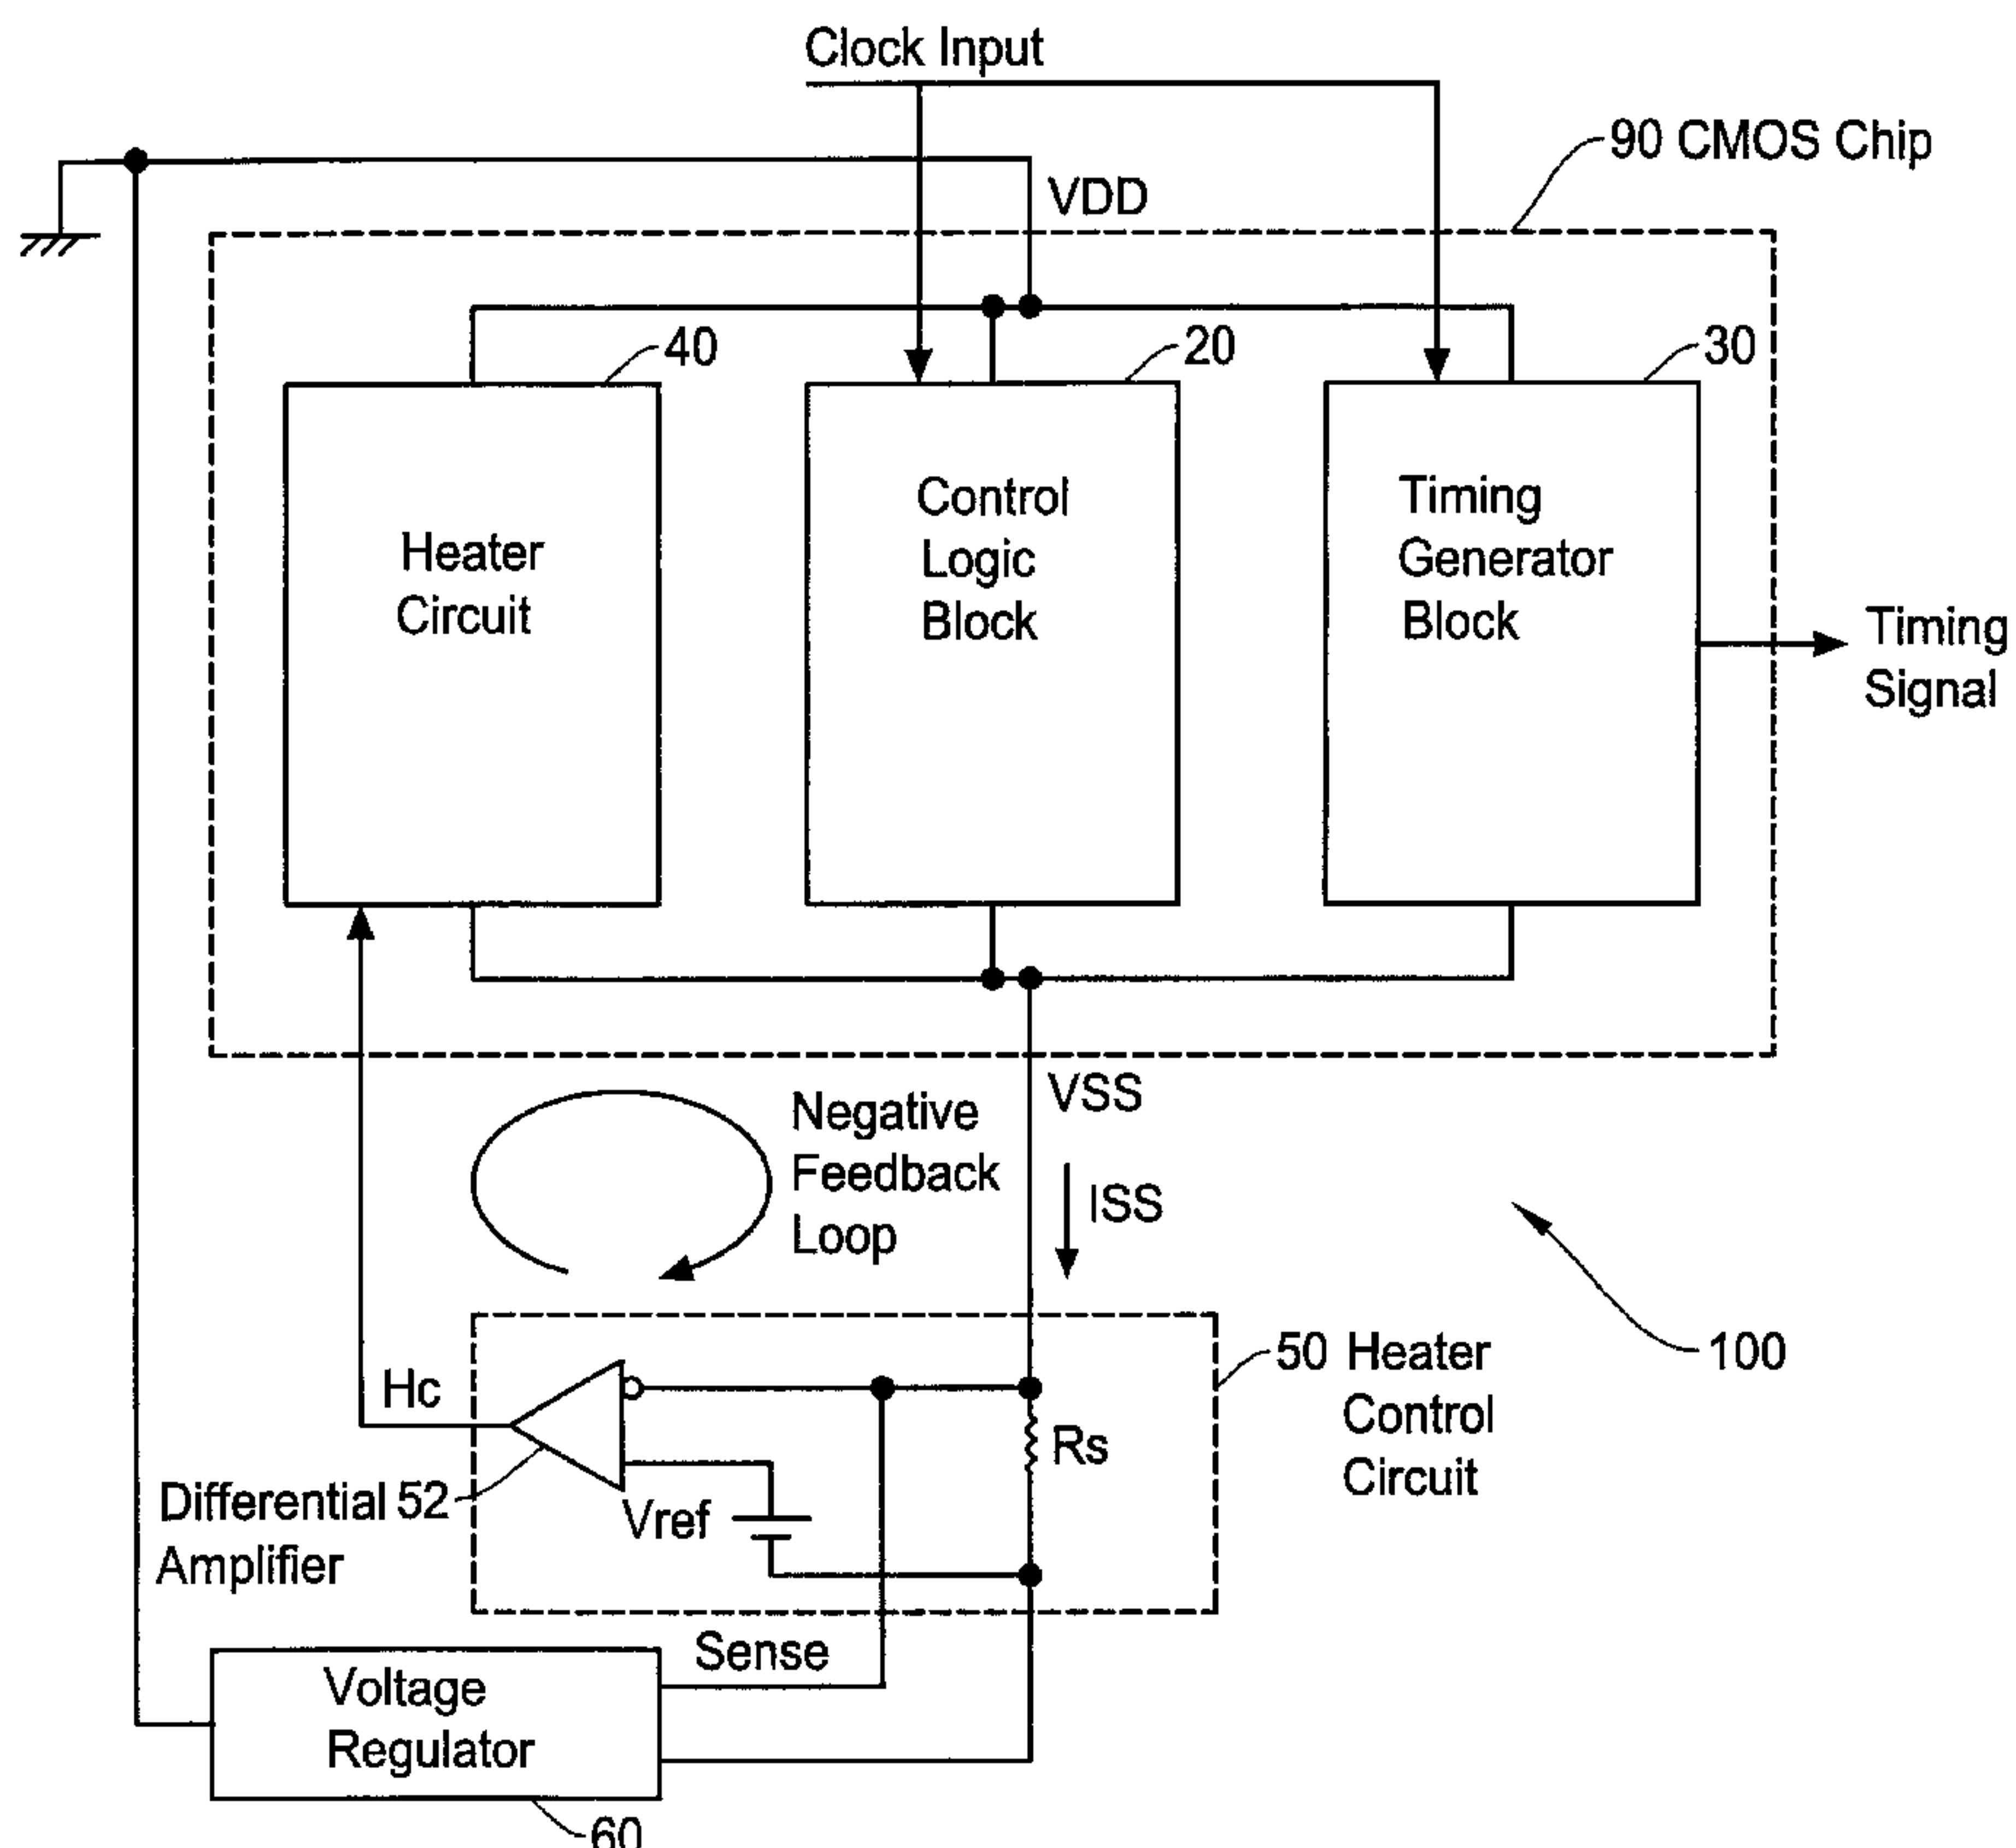 Clock Input
90 CMOS Chip
VDD
40
20
30
Heater
Circuit
Control
Logic
Block
Timing
Generator
Block
Timing
Signal
VSS
Negative
Feedback
Loop
ISS
100
50 Heater
Control
Circuit
Hc
Rs
Differential 52
Amplifier
Vref
Sense
Voltage
Regulator
60